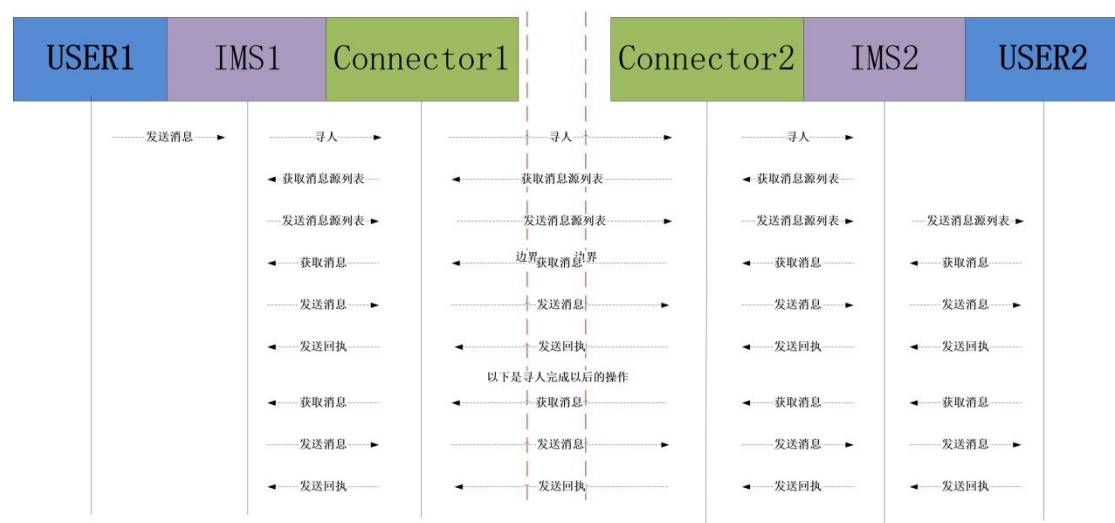 USER1 IMS1 Connector1 Connector2 IMS2 USER2
发送消息 寻人 寻人 寻人
获取消息源列表 获取消息源列表 获取消息源列表
发送消息源列表 发送消息源列表 发送消息源列表 发送消息源列表
边界 边界
获取消息 获取消息 获取消息 获取消息
发送消息 发送消息 发送消息 发送消息
发送回执 发送回执 发送回执 发送回执
以下是寻人完成以后的操作
获取消息 获取消息 获取消息 获取消息
发送消息 发送消息 发送消息 发送消息
发送回执 发送回执 发送回执 发送回执